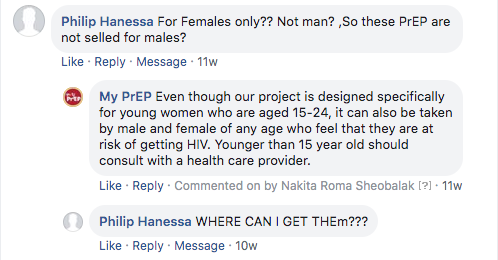 Philip Hanessa For Females only?? Not man? ,So these PrEP are
not selled for males?
Like · Reply · Message · 11w
My PrEP Even though our project is designed specifically
for young women who are aged 15-24, it can also be taken
by male and female of any age who feel that they are at
risk of getting HIV. Younger than 15 year old should
consult with a health care provider.
Like · Reply · Commented on by Nakita Roma Sheobalak [?] · 11w
Philip Hanessa WHERE CAN I GET THEm???
Like · Reply · Message · 10w